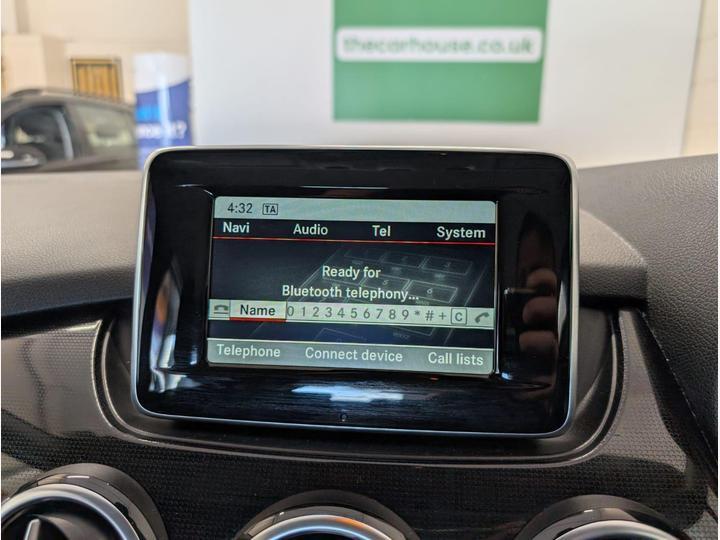 thecarhouse.co.uk
4:32 TA
Navi Audio Tel System
Ready for
Bluetooth telephony...
Name 0 1 2 3 4 5 6 7 8 9 * # + C
Telephone Connect device Call lists